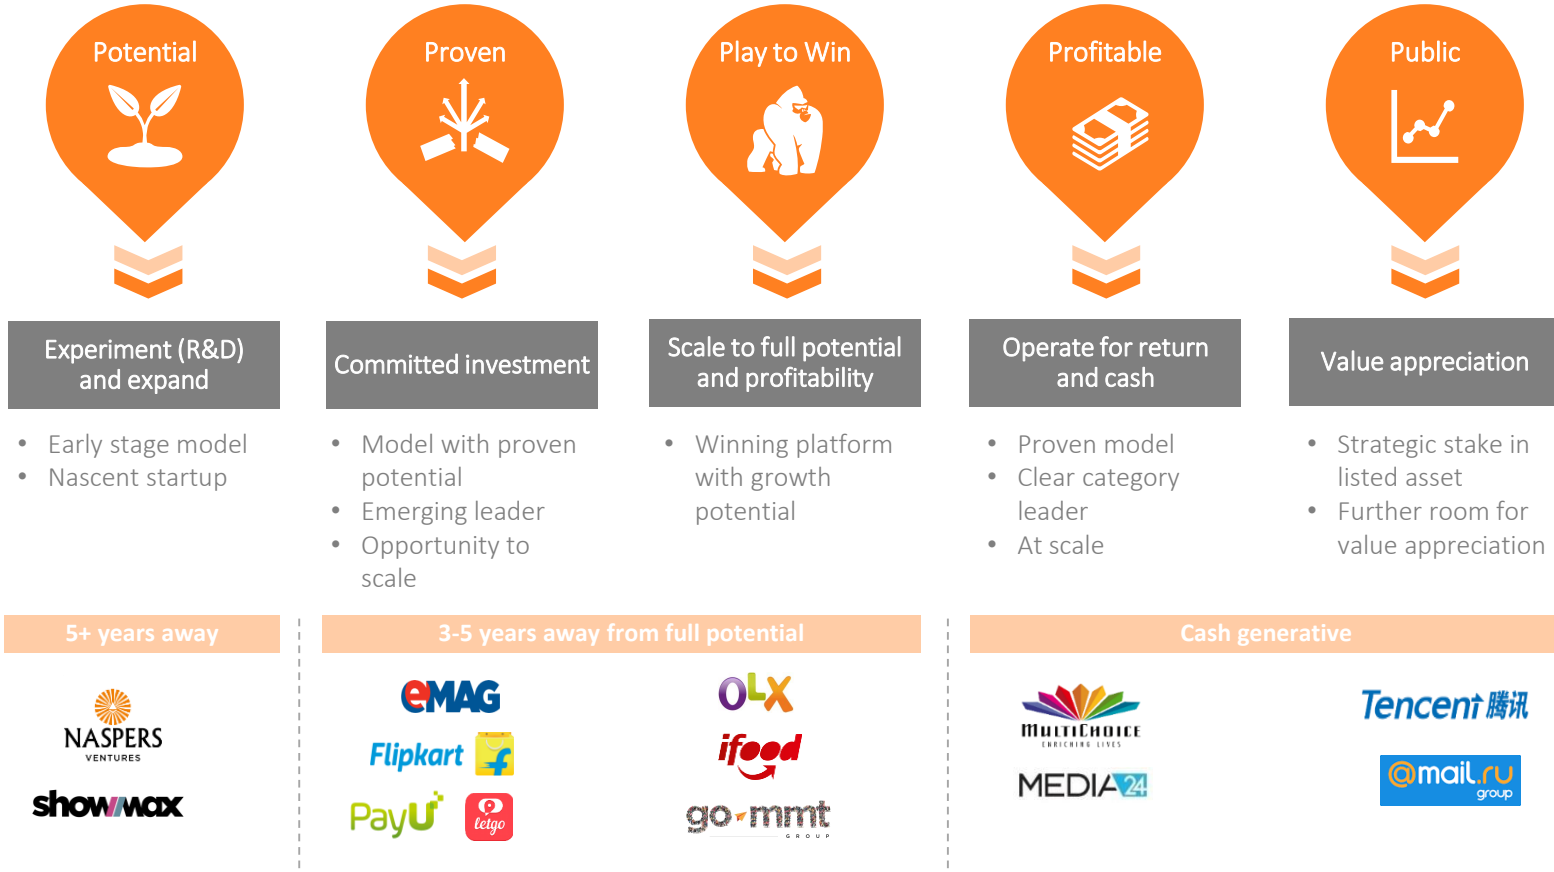 Potential
Proven
Play to Win
Profitable
Public
Experiment (R&D)
and expand
Committed investment
Scale to full potential
and profitability
Operate for return
and cash
Value appreciation
• Early stage model
• Nascent startup
• Model with proven
potential
• Emerging leader
• Opportunity to
scale
• Winning platform
with growth
potential
• Proven model
• Clear category
leader
• At scale
• Strategic stake in
listed asset
• Further room for
value appreciation
5+ years away
3-5 years away from full potential
Cash generative
NASPERS
VENTURES
showmax
eMAG
Flipkart
PayU
letgo
OLX
ifood
go mmt
GROUP
MULTICHOICE
ENRICHING LIVES
MEDIA24
Tencent 腾讯
@mail.ru
group